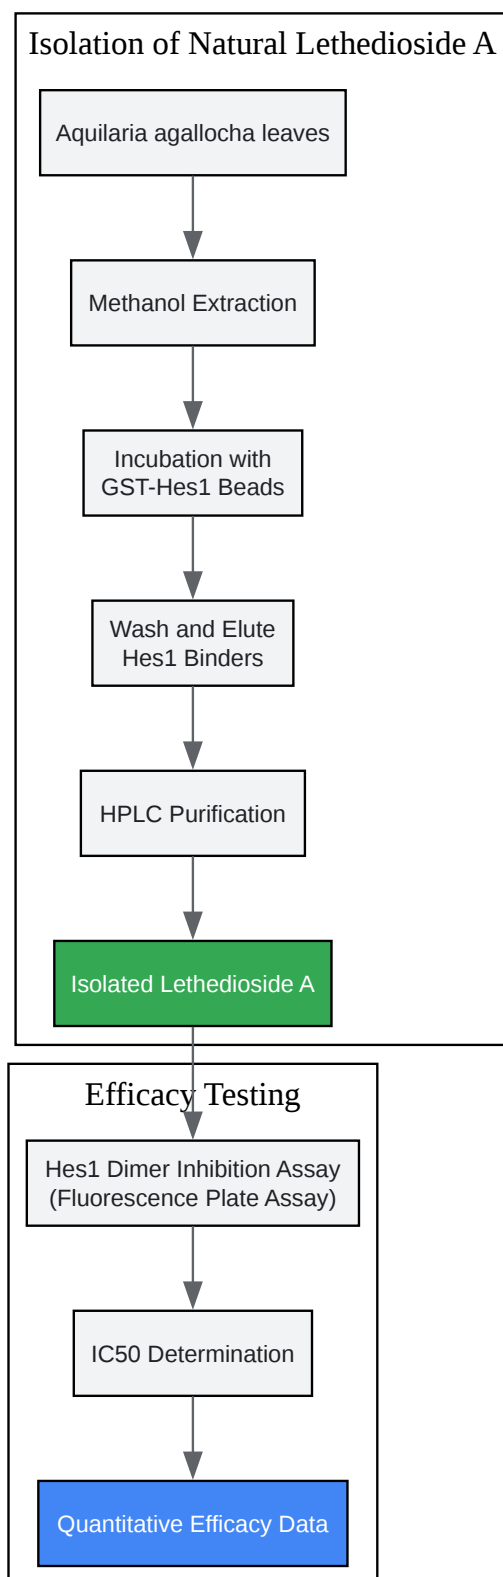 Isolation of Natural Lethedioside A
Aquilaria agallocha leaves
Methanol Extraction
Incubation with
GST-Hes1 Beads
Wash and Elute
Hes1 Binders
HPLC Purification
Isolated Lethedioside A
Efficacy Testing
Hes1 Dimer Inhibition Assay
(Fluorescence Plate Assay)
IC50 Determination
Quantitative Efficacy Data